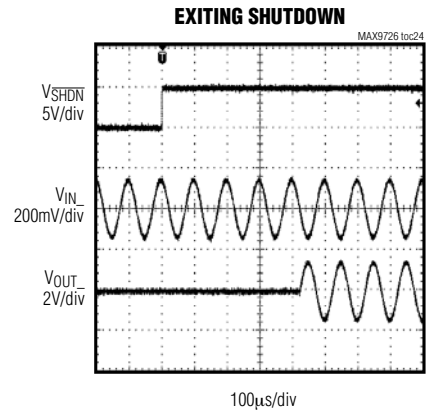 EXITING SHUTDOWN
MAX9726 toc24
T
VSHDN
5V/div
VIN_
200mV/div
VOUT_
2V/div
100μs/div